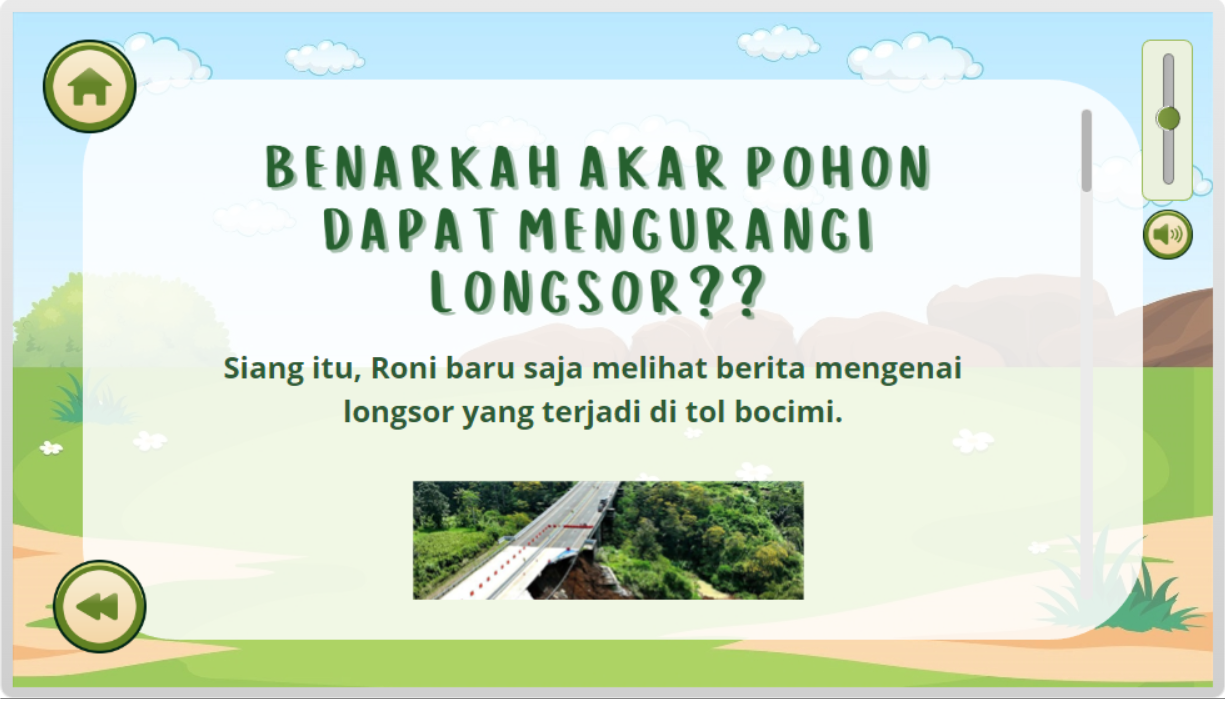 BENARKAH AKAR POHON
DAPAT MENGURANGI
LONGSOR??
Siang itu, Roni baru saja melihat berita mengenai
longsor yang terjadi di tol bocimi.